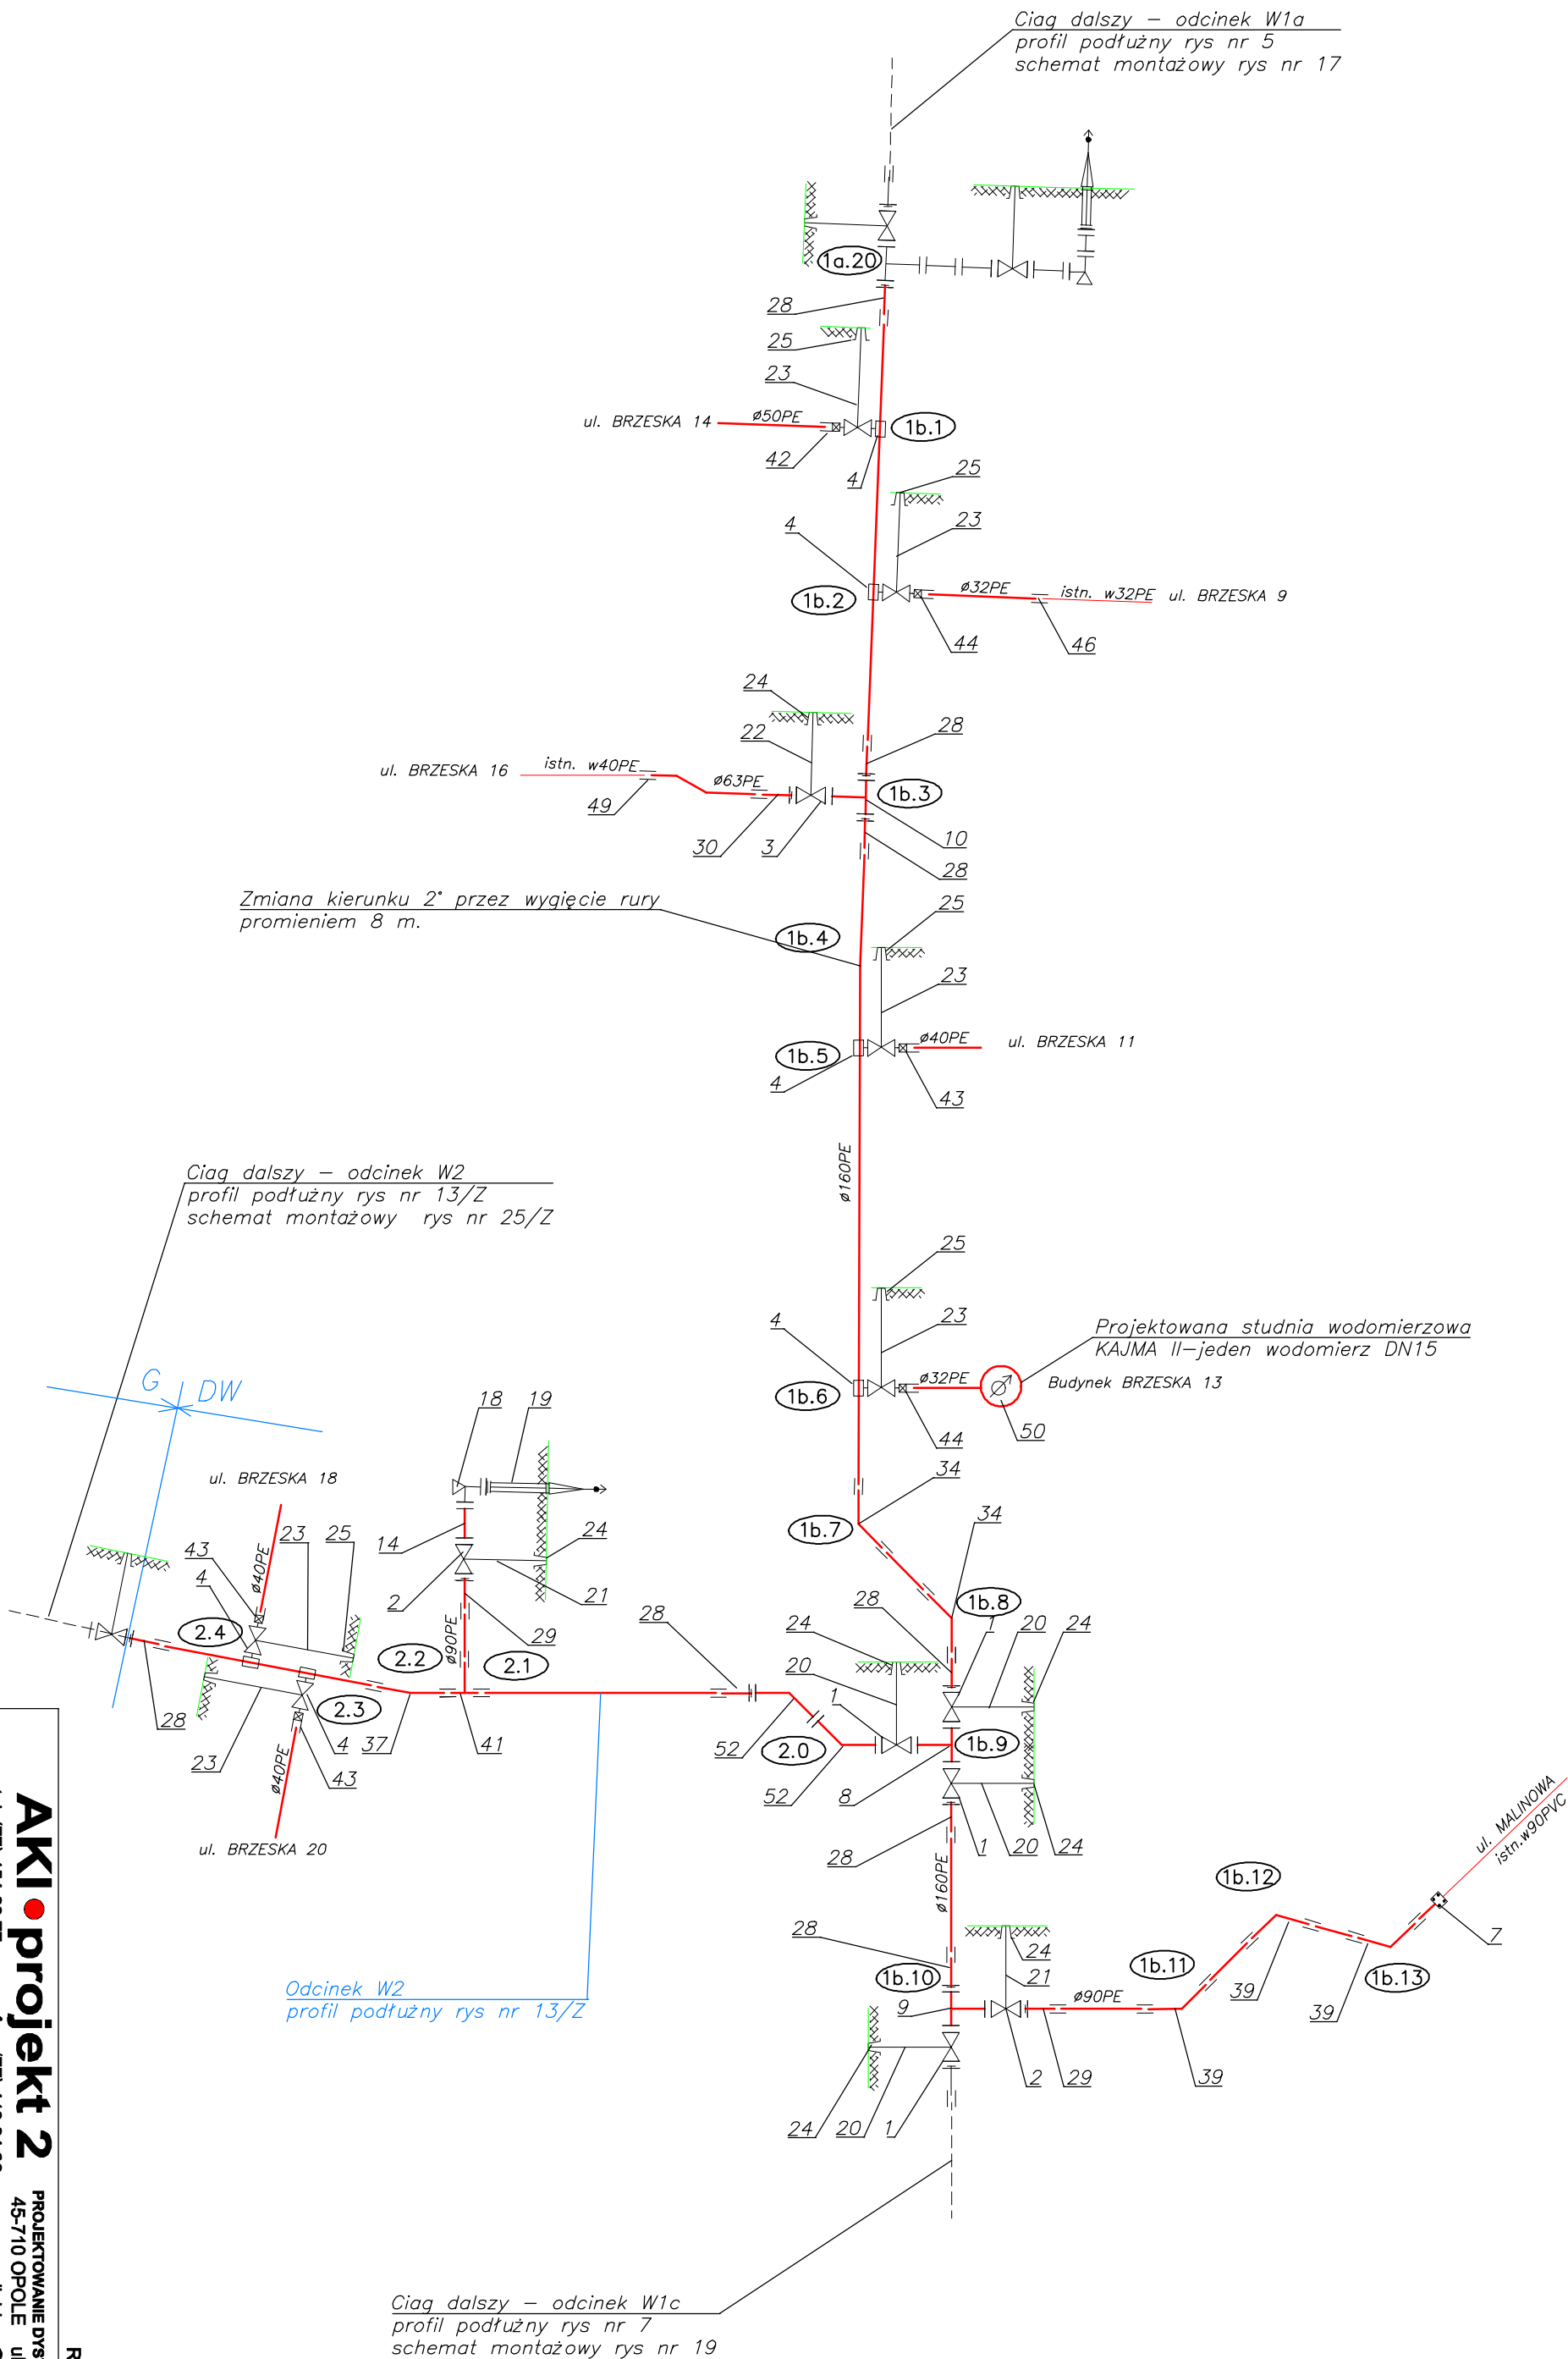 Ciąg dalszy – odcinek W1a
profil podłużny rys nr 5
schemat montażowy rys nr 17
1a.20
28
25
23
ul. BRZESKA 14
ø50PE
1b.1
42
4
25
23
4
1b.2
ø32PE
istn. w32PE
ul. BRZESKA 9
44
46
24
22
28
ul. BRZESKA 16
istn. w40PE
ø63PE
1b.3
49
30
3
10
28
Zmiana kierunku 2° przez wygięcie rury
promieniem 8 m.
1b.4
25
23
1b.5
ø40PE
ul. BRZESKA 11
4
43
ø160PE
Ciąg dalszy – odcinek W2
profil podłużny rys nr 13/Z
schemat montażowy rys nr 25/Z
25
23
4
Projektowana studnia wodomierzowa
KAJMA II–jeden wodomierz DN15
1b.6
ø32PE
Budynek BRZESKA 13
44
50
G
DW
18
19
34
ul. BRZESKA 18
1b.7
34
43
23
25
14
24
4
ø40PE
2
21
2.4
29
28
1b.8
1
20
24
2.2
ø90PE
2.1
28
24
20
1
28
23
2.3
4
43
37
41
52
2.0
1b.9
52
8
ø40PE
ul. BRZESKA 20
28
1
20
24
ø160PE
ul. MALINOWA
istn.w90PVC
1b.12
7
28
24
1b.10
21
1b.11
39
1b.13
39
9
ø90PE
Odcinek W2
profil podłużny rys nr 13/Z
2
29
39
24
20
1
Ciąg dalszy – odcinek W1c
profil podłużny rys nr 7
schemat montażowy rys nr 19
AKI projekt 2
PROJEKTOWANIE DYS
45-710 OPOLE